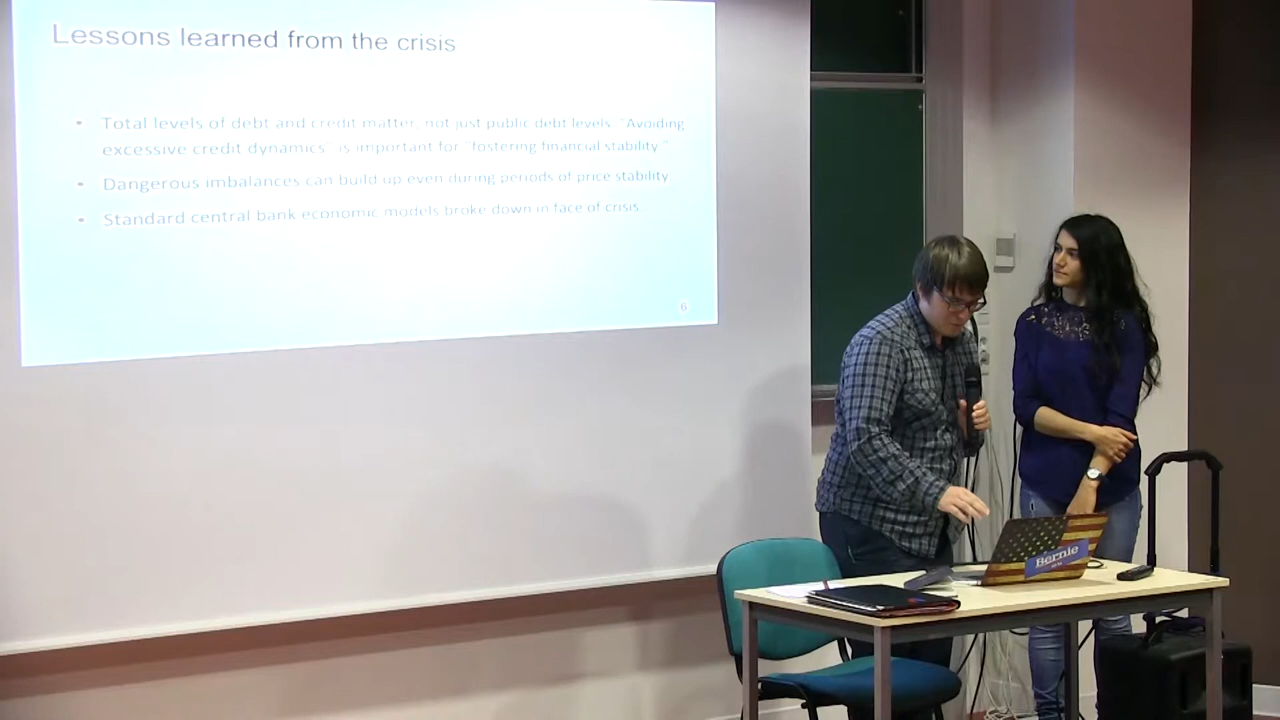 Lessons learned from the crisis
• Total levels of debt and credit matter, not just public debt levels. "Avoiding
excessive credit dynamics" is important for "fostering financial stability."
• Dangerous imbalances can build up even during periods of price stability.
• Standard central bank economic models broke down in face of crisis.
6
Bernie